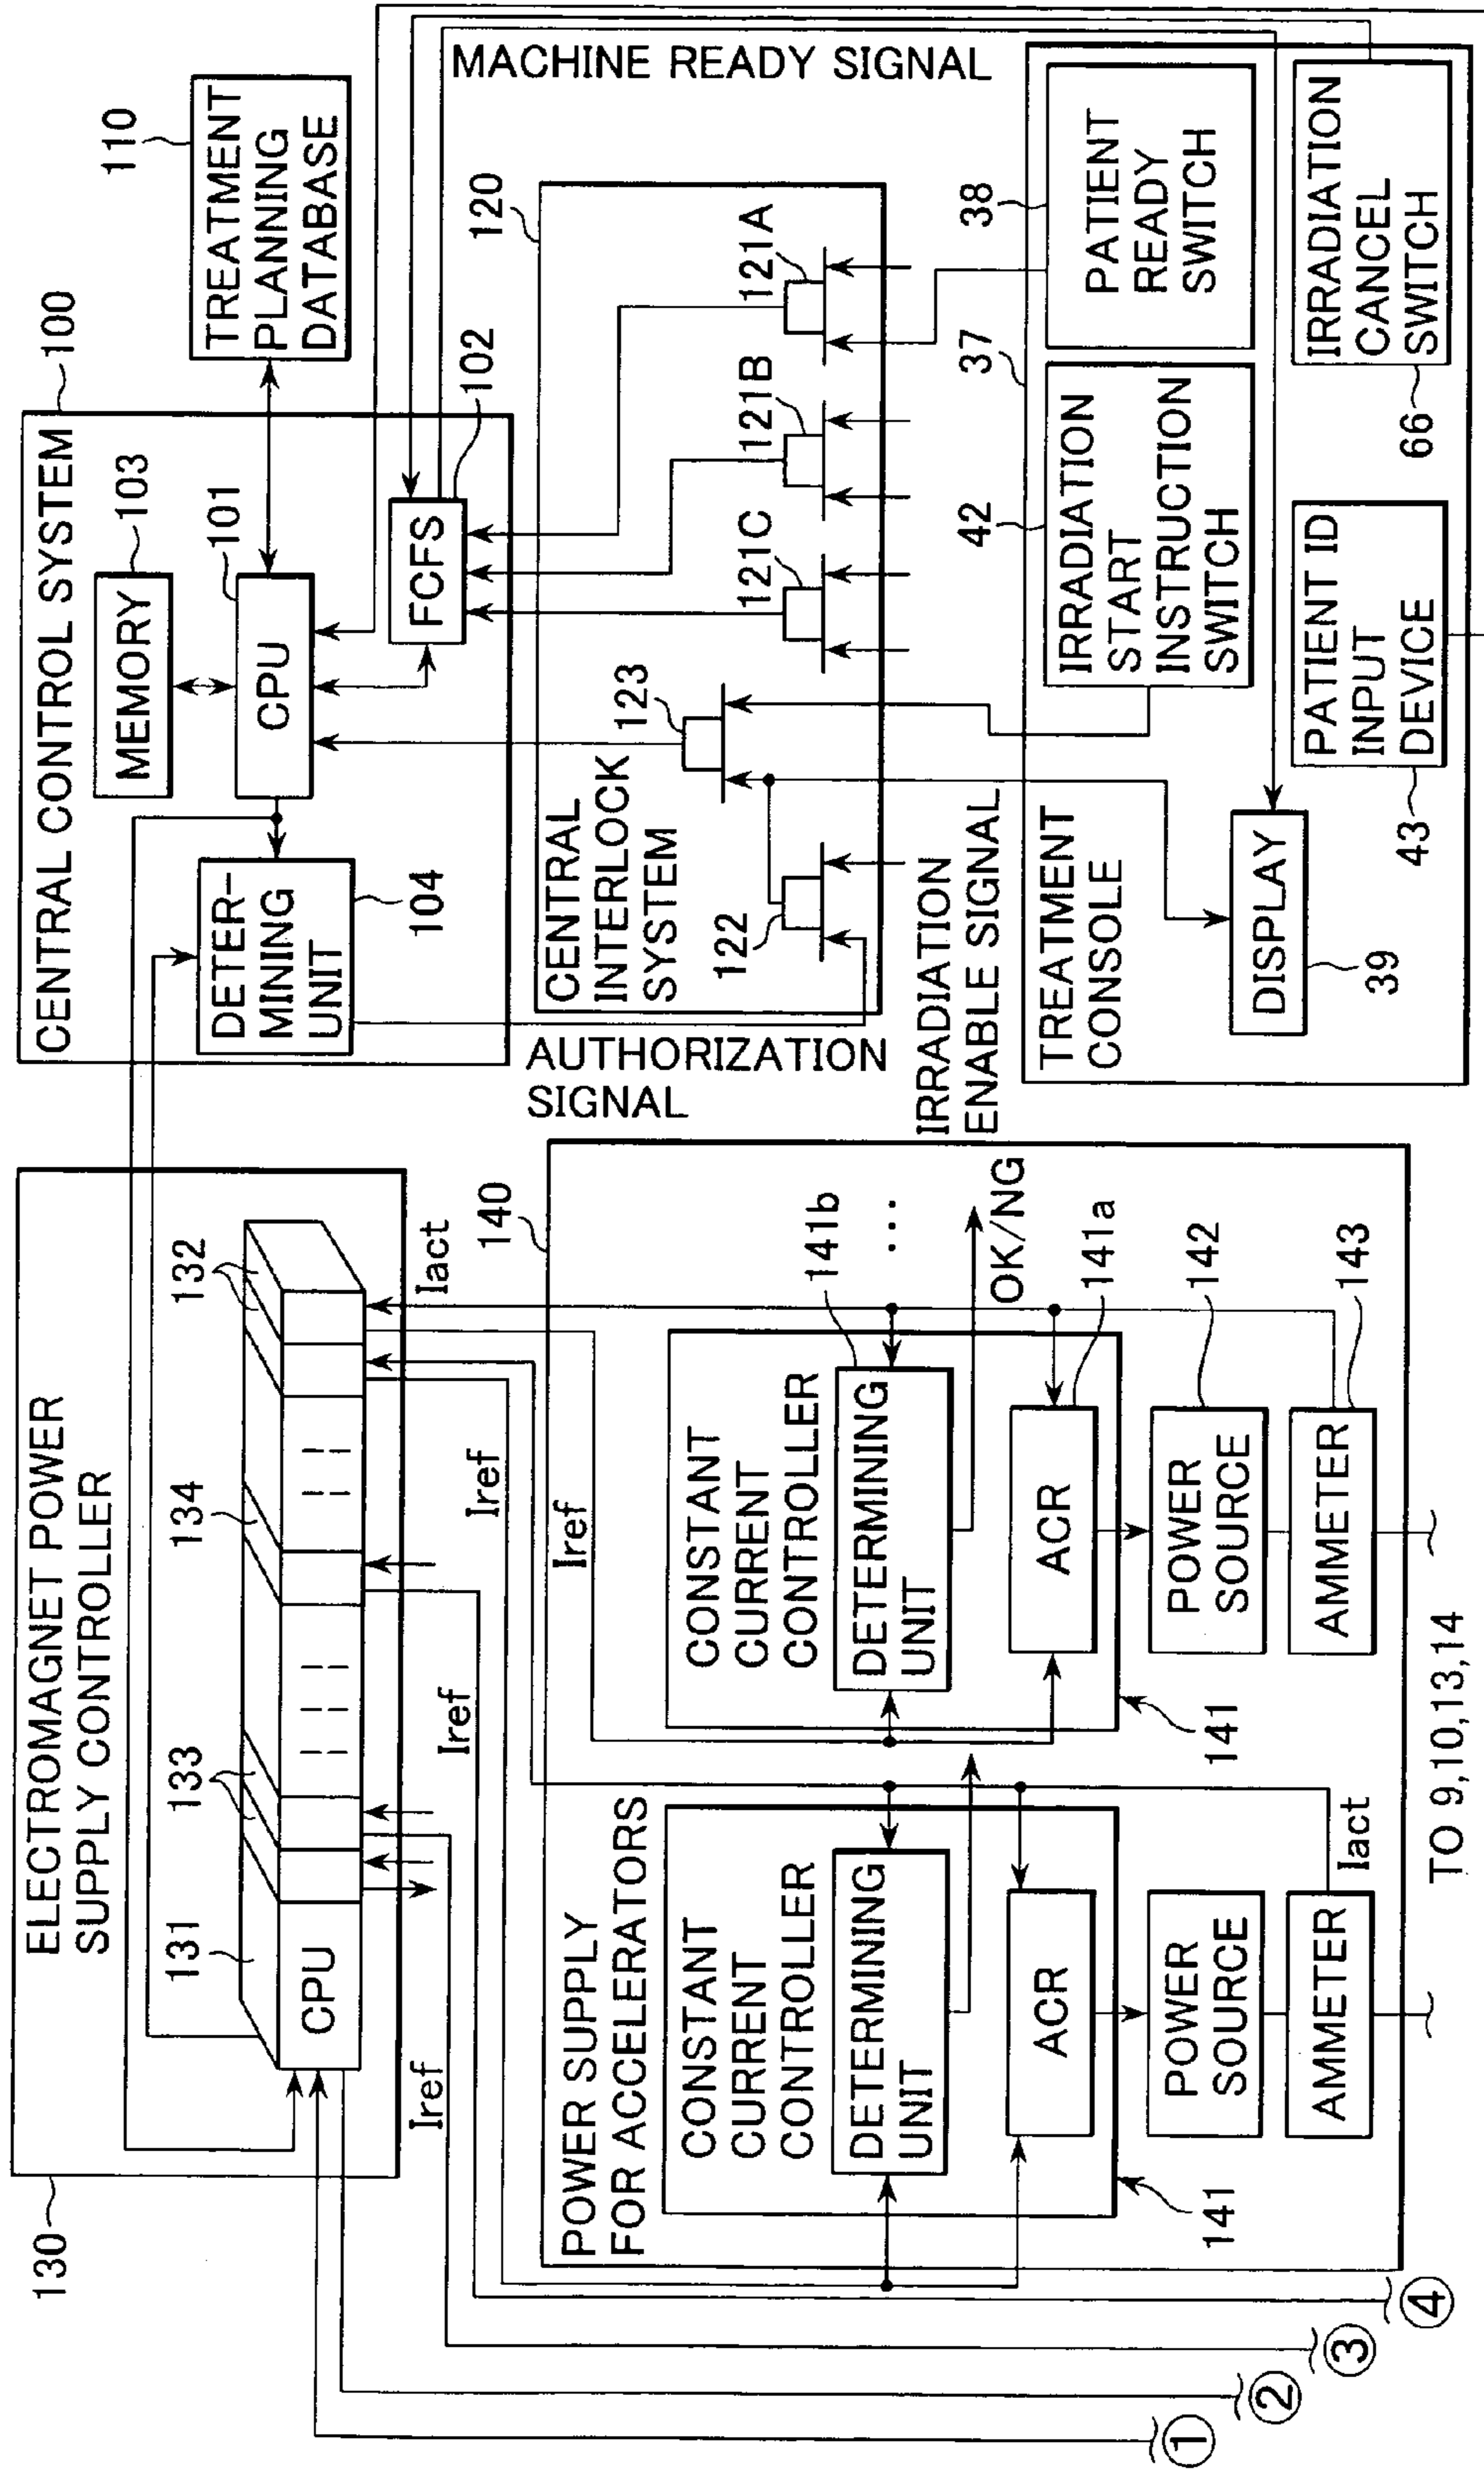 130
ELECTROMAGNET POWER
SUPPLY CONTROLLER
131
133
134
132
CPU
Iref
Iref
Iref
Iact
Iref
140
POWER SUPPLY
FOR ACCELERATORS
CONSTANT
CURRENT
CONTROLLER
DETERMINING
UNIT
ACR
141
POWER
SOURCE
AMMETER
Iact
CONSTANT
CURRENT
CONTROLLER
141b
...
DETERMINING
UNIT
OK/NG
ACR
141a
141
POWER
SOURCE
142
AMMETER
143
TO 9,10,13,14
①
②
③
④
CENTRAL CONTROL SYSTEM
100
MEMORY
103
CPU
101
DETER-
MINING
UNIT
104
FCFS
102
TREATMENT
PLANNING
DATABASE
110
MACHINE READY SIGNAL
AUTHORIZATION
SIGNAL
120
CENTRAL
INTERLOCK
SYSTEM
122
123
121C
121B
121A
IRRADIATION
ENABLE SIGNAL
37
TREATMENT
CONSOLE
DISPLAY
39
42
IRRADIATION
START
INSTRUCTION
SWITCH
38
PATIENT
READY
SWITCH
PATIENT ID
INPUT
DEVICE
43
IRRADIATION
CANCEL
SWITCH
66